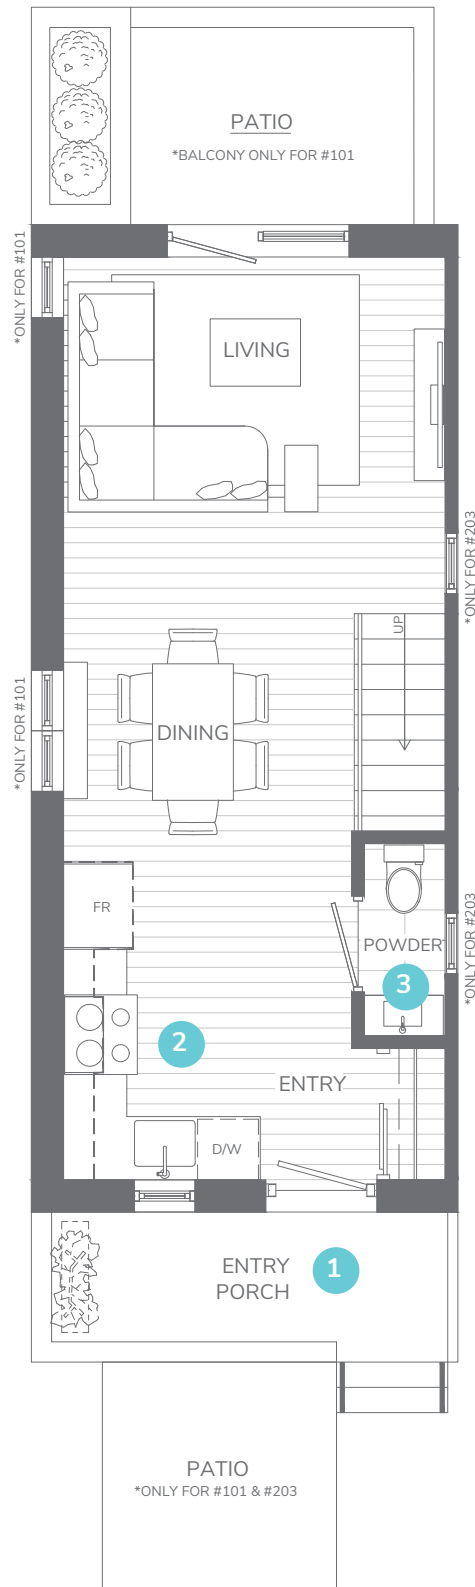 PATIO
*BALCONY ONLY FOR #101
*ONLY FOR #101
LIVING
*ONLY FOR #203
UP
*ONLY FOR #101
DINING
FR
POWDER
*ONLY FOR #203
3
2
ENTRY
D/W
ENTRY
PORCH
1
PATIO
*ONLY FOR #101 & #203